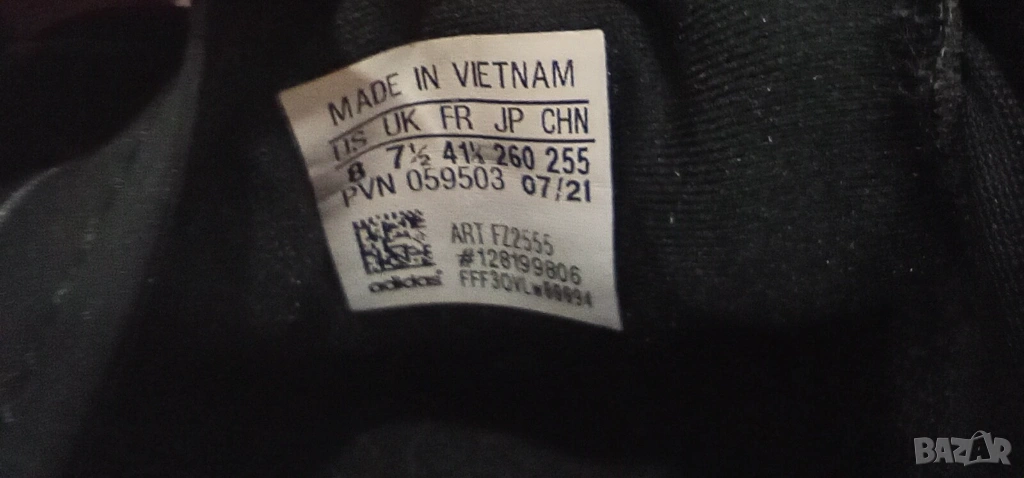 MADE IN VIETNAM
US UK FR JP CHN
8 7½ 41⅓ 260 255
PVN 059503 07/21
ART FZ2555
#128199806
adidas FFF3QVLw00094
BAZAR